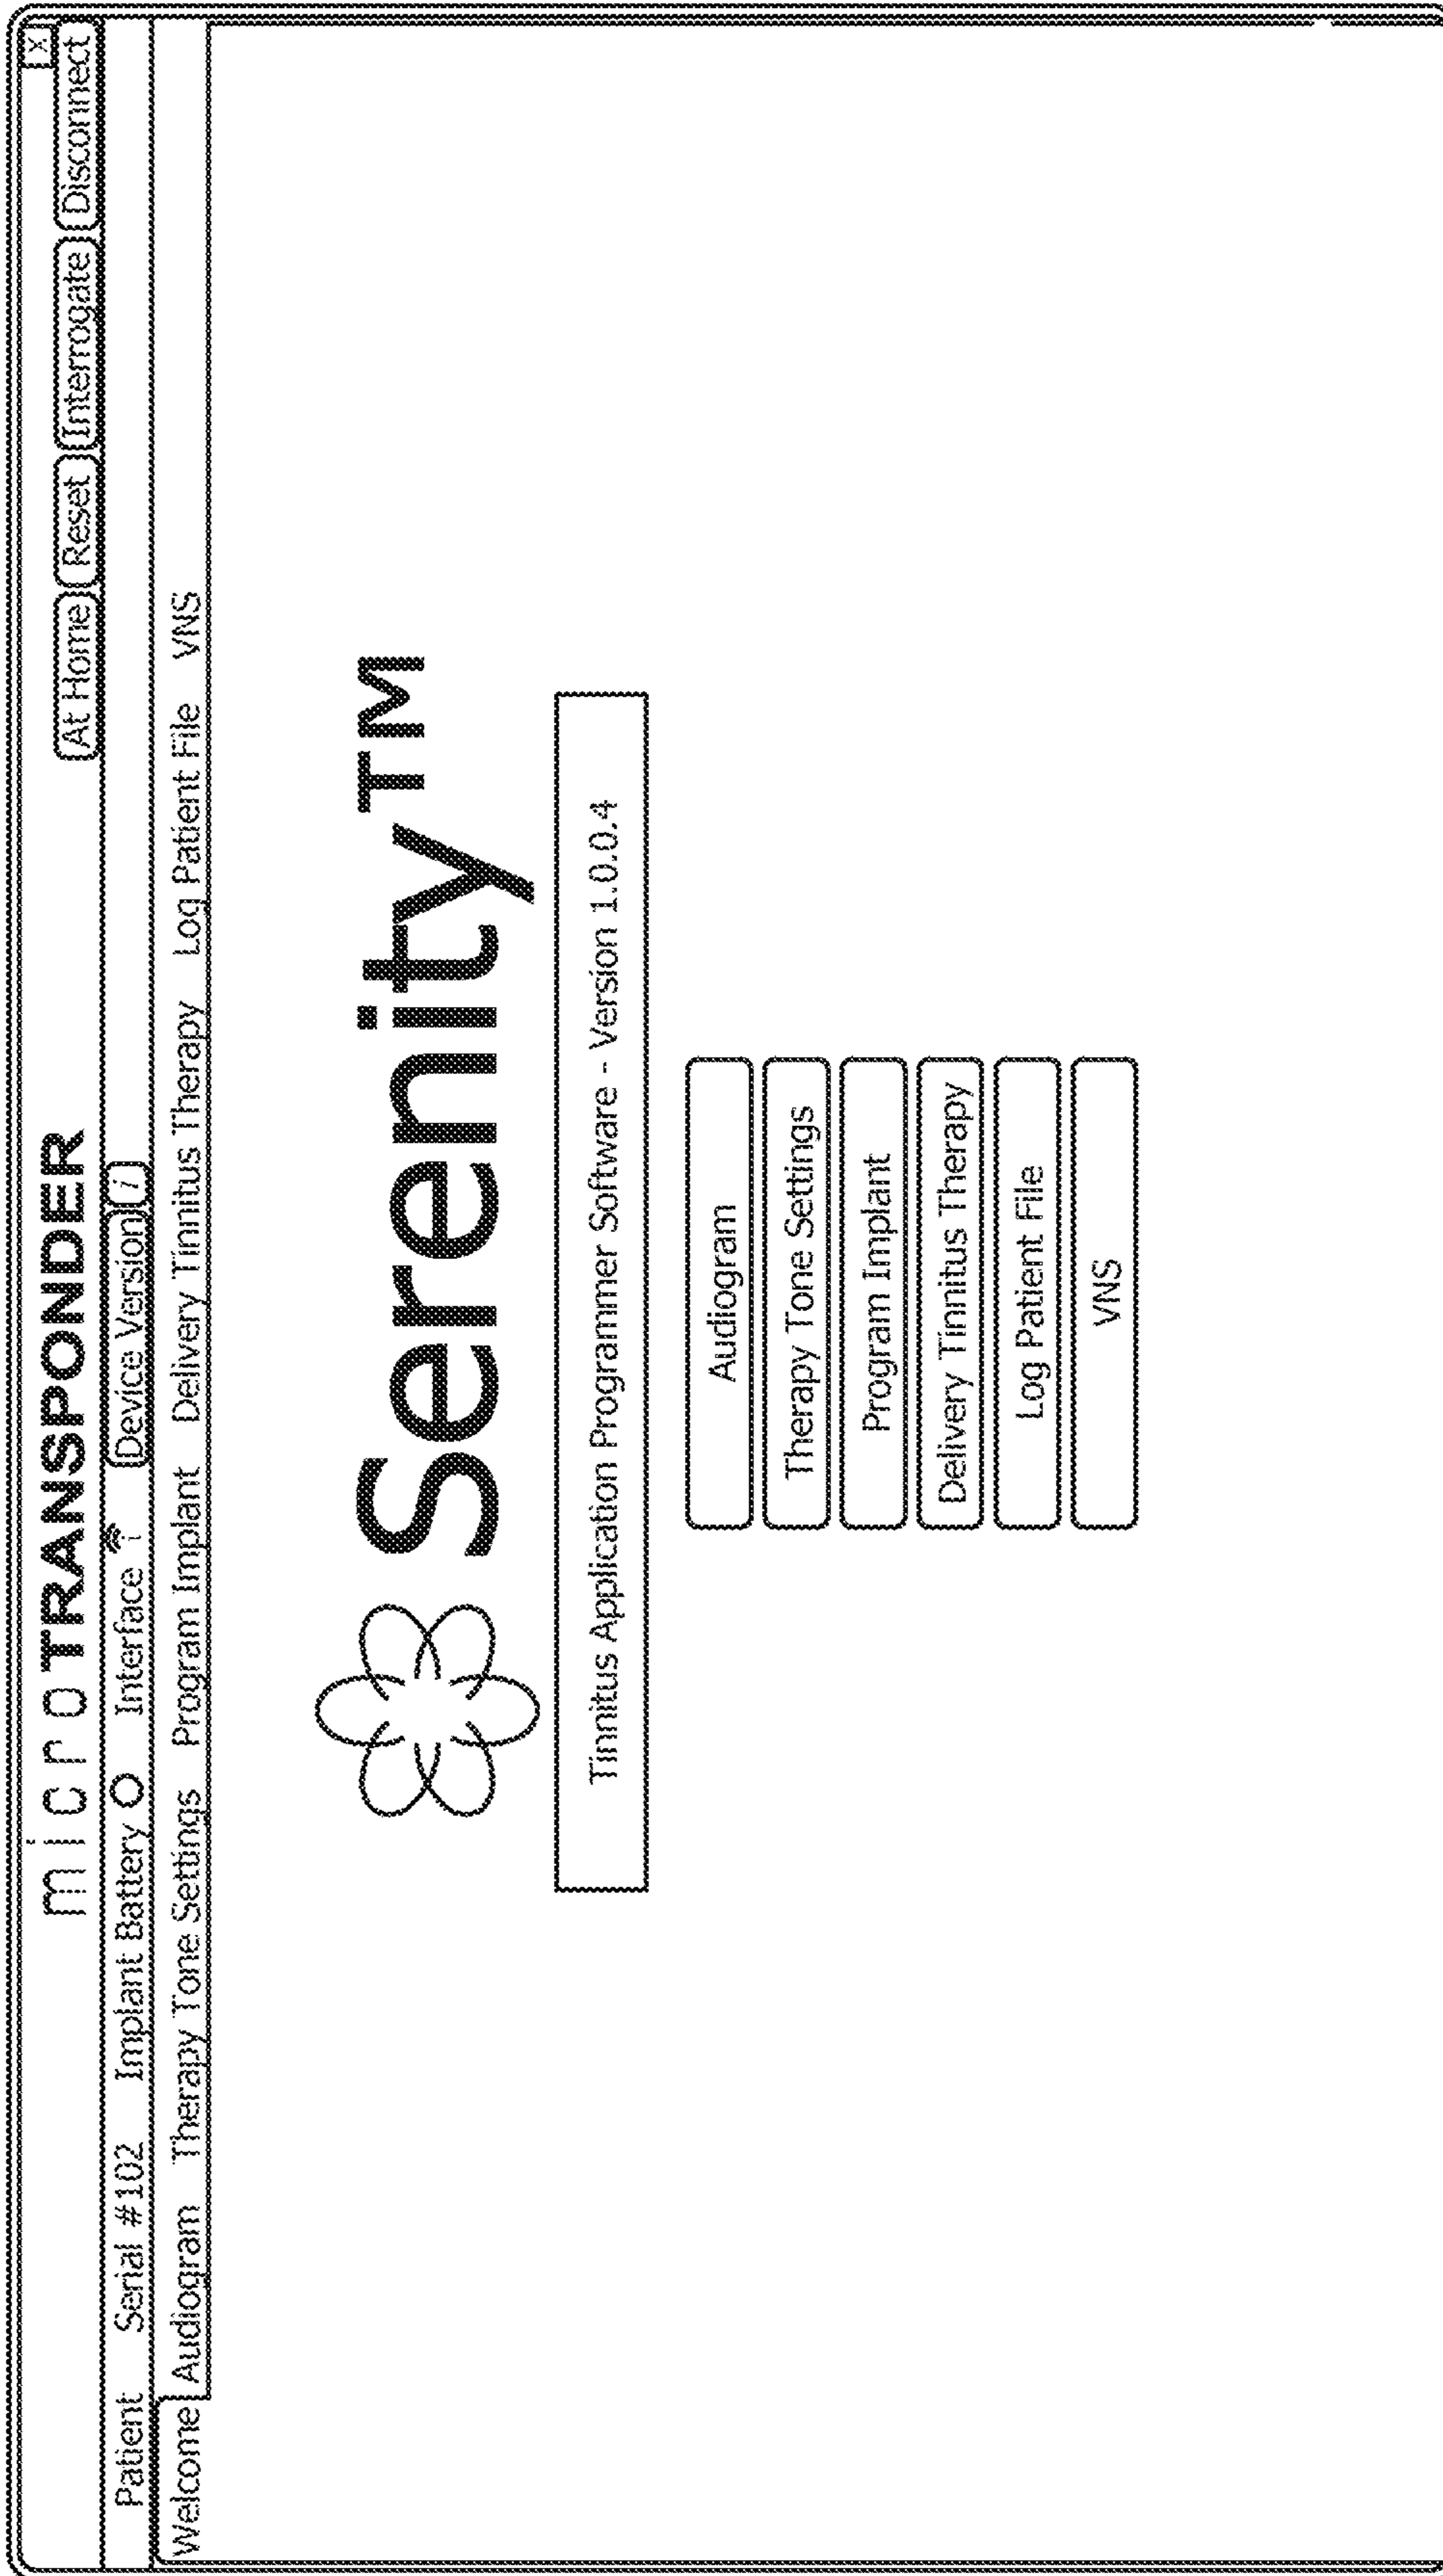 X
microTRANSPONDER
At Home Reset Interrogate Disconnect
Patient Serial #102 Implant Battery Interface Device Version i
Welcome Audiogram Therapy Tone Settings Program Implant Delivery Tinnitus Therapy Log Patient File VNS
Serenity™
Tinnitus Application Programmer Software - Version 1.0.0.4
Audiogram
Therapy Tone Settings
Program Implant
Delivery Tinnitus Therapy
Log Patient File
VNS